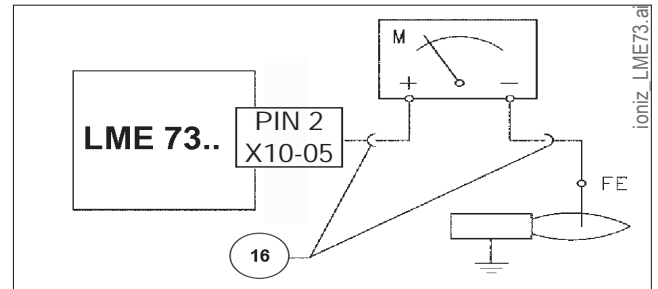 M
+ −
LME 73..
PIN 2
X10-05
FE
16
ioniz_LME73.ai